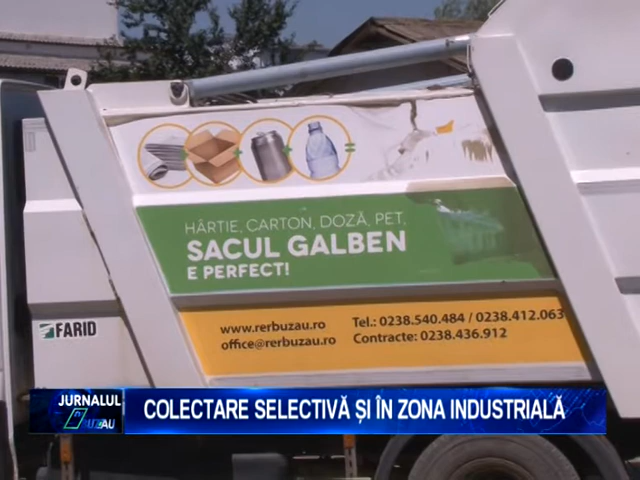 HÂRTIE, CARTON, DOZĂ, PET,
SACUL GALBEN
E PERFECT!
www.rerbuzau.ro
office@rerbuzau.ro
Tel.: 0238.540.484 / 0238.412.063
Contracte: 0238.436.912
FARID
JURNALUL
BUZAU
COLECTARE SELECTIVĂ ȘI ÎN ZONA INDUSTRIALĂ